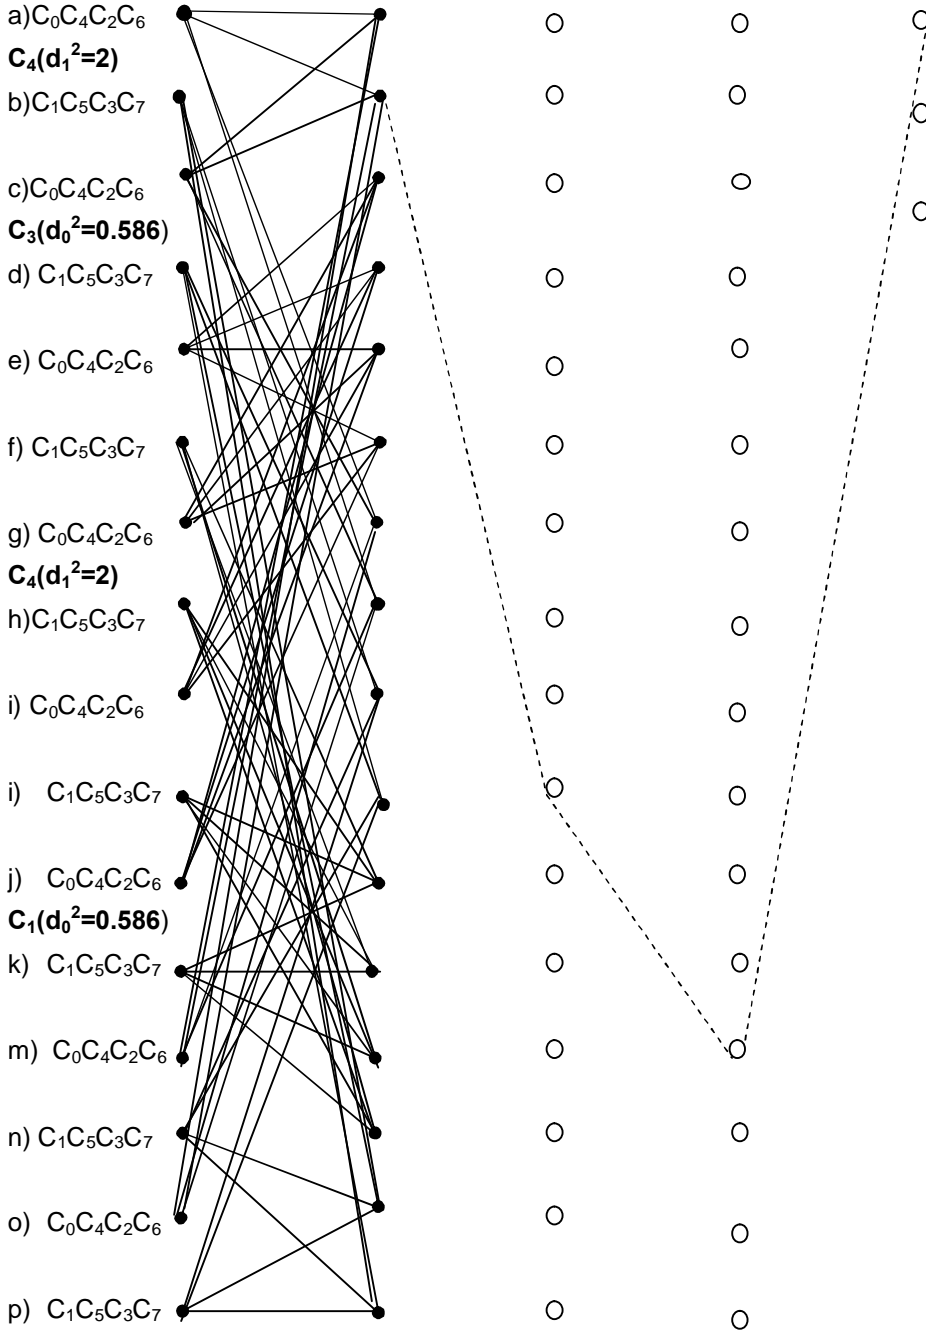 a)C₀C₄C₂C₆
C₄(d₁²=2)
b)C₁C₅C₃C₇
c)C₀C₄C₂C₆
C₃(d₀²=0.586)
d) C₁C₅C₃C₇
e) C₀C₄C₂C₆
f) C₁C₅C₃C₇
g) C₀C₄C₂C₆
C₄(d₁²=2)
h)C₁C₅C₃C₇
i) C₀C₄C₂C₆
i) C₁C₅C₃C₇
j) C₀C₄C₂C₆
C₁(d₀²=0.586)
k) C₁C₅C₃C₇
m) C₀C₄C₂C₆
n) C₁C₅C₃C₇
o) C₀C₄C₂C₆
p) C₁C₅C₃C₇